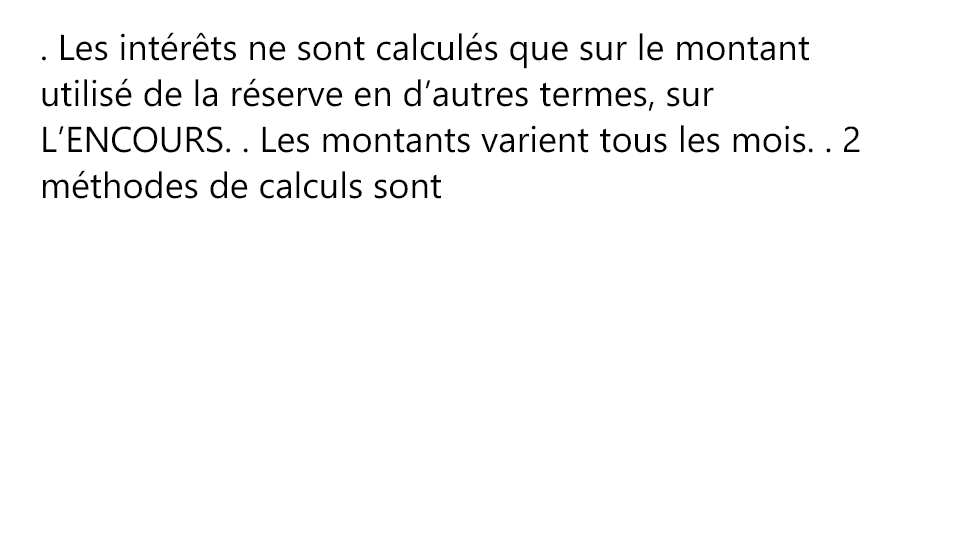 . Les intérêts ne sont calculés que sur le montant
utilisé de la réserve en d’autres termes, sur
L’ENCOURS. . Les montants varient tous les mois. . 2
méthodes de calculs sont